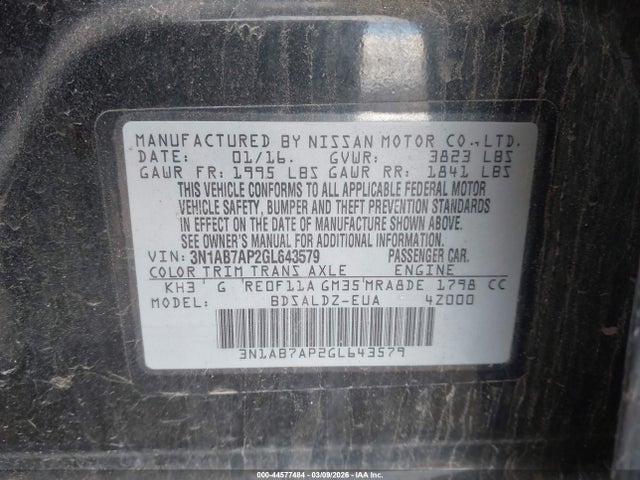 MANUFACTURED BY NISSAN MOTOR CO., LTD.
DATE: 01/16. GVWR: 3823 LBS
GAWR FR: 1995 LBS GAWR RR: 1841 LBS
THIS VEHICLE CONFORMS TO ALL APPLICABLE FEDERAL MOTOR
VEHICLE SAFETY, BUMPER AND THEFT PREVENTION STANDARDS
IN EFFECT ON THE DATE OF MANUFACTURE SHOWN ABOVE.
SEE OWNER'S MANUAL FOR ADDITIONAL INFORMATION.
VIN: 3N1AB7AP2GL643579 PASSENGER CAR.
COLOR TRIM TRANS AXLE ENGINE
KH3 G RE0F11A GM35 MRA8DE 1798 CC
MODEL: BDSALDZ-EUA 4Z000
3N1AB7AP2GL643579
000-44577484 | 03/09/2026 - IAA Corp.